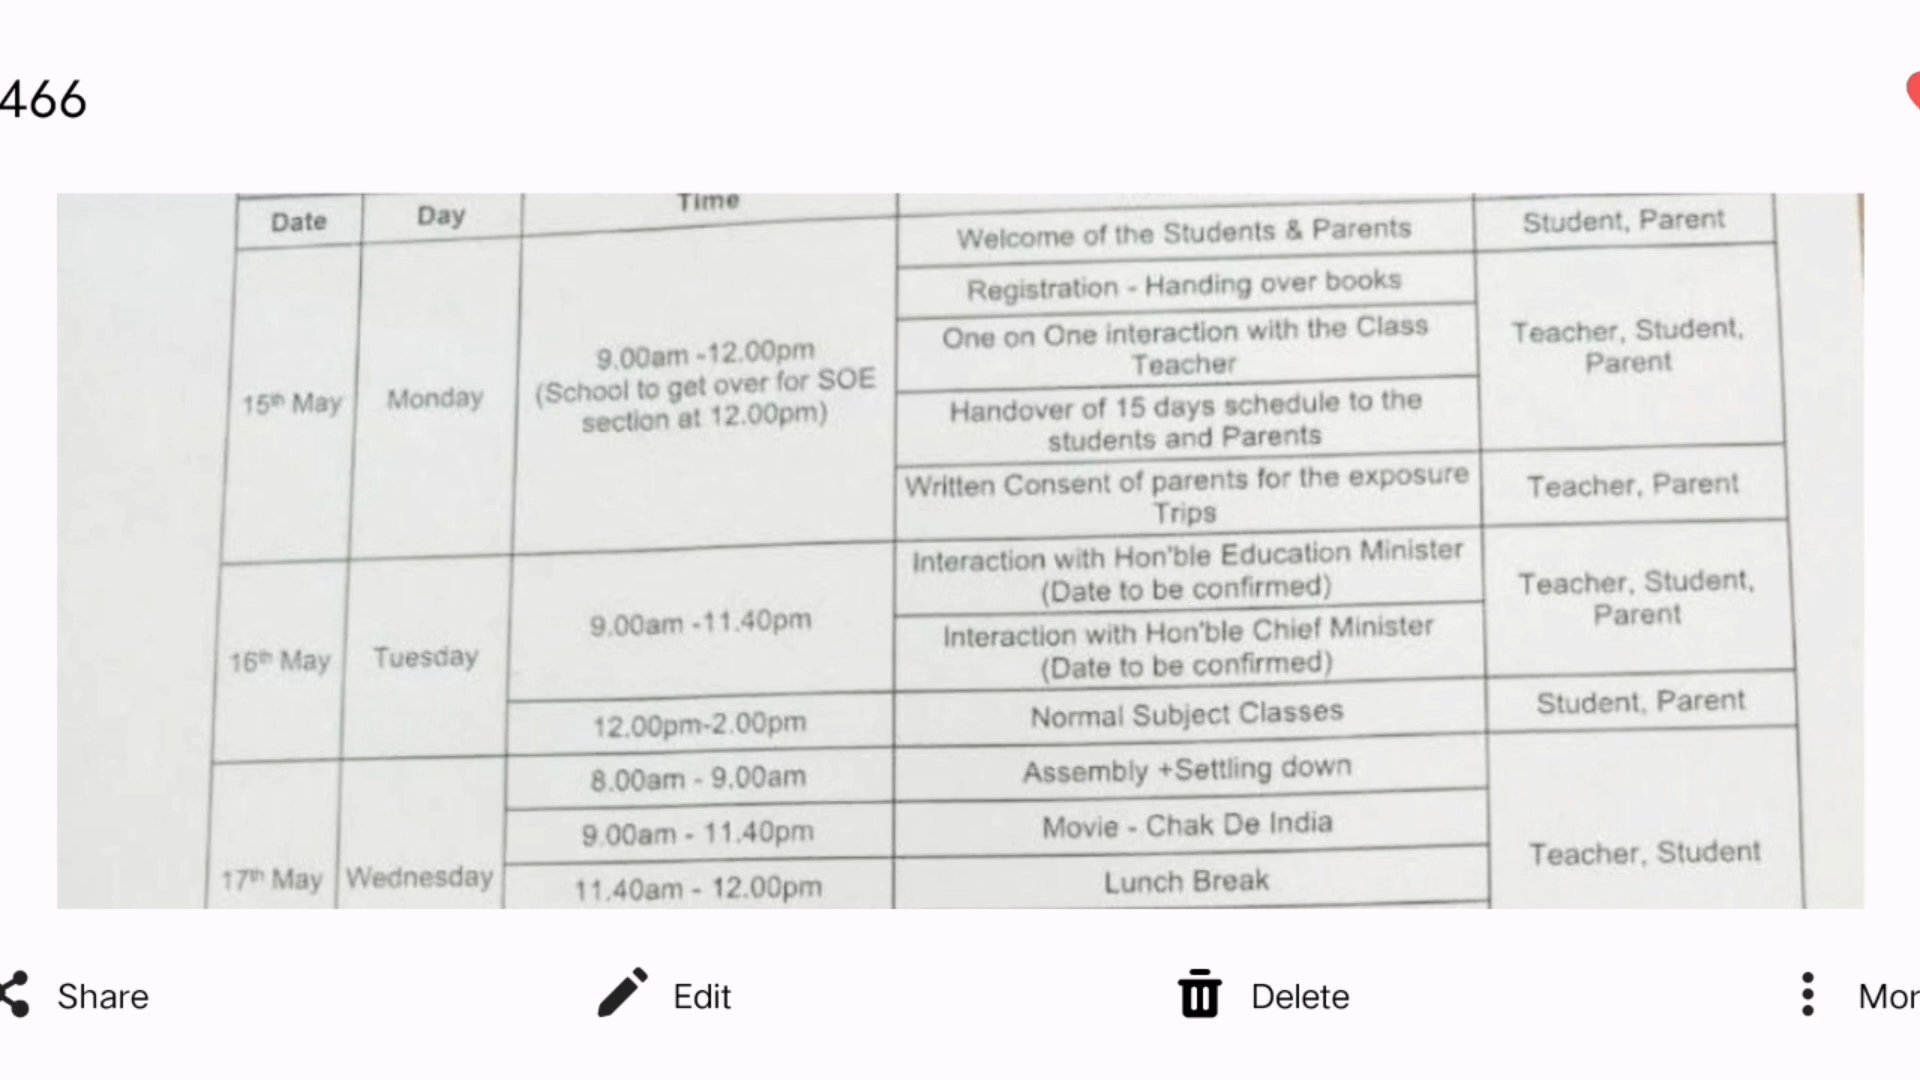 466
Date Day Time
Welcome of the Students & Parents Student, Parent
Registration - Handing over books
One on One interaction with the Class
Teacher
Teacher, Student,
Parent
15th May Monday
9.00am -12.00pm
(School to get over for SOE
section at 12.00pm)
Handover of 15 days schedule to the
students and Parents
Written Consent of parents for the exposure
Trips
Teacher, Parent
16th May Tuesday
9.00am -11.40pm
Interaction with Hon'ble Education Minister
(Date to be confirmed)
Interaction with Hon'ble Chief Minister
(Date to be confirmed)
Teacher, Student,
Parent
12.00pm-2.00pm Normal Subject Classes Student, Parent
17th May Wednesday
8.00am - 9.00am Assembly +Settling down
9.00am - 11.40pm Movie - Chak De India
11.40am - 12.00pm Lunch Break
Teacher, Student
Share Edit Delete Mor